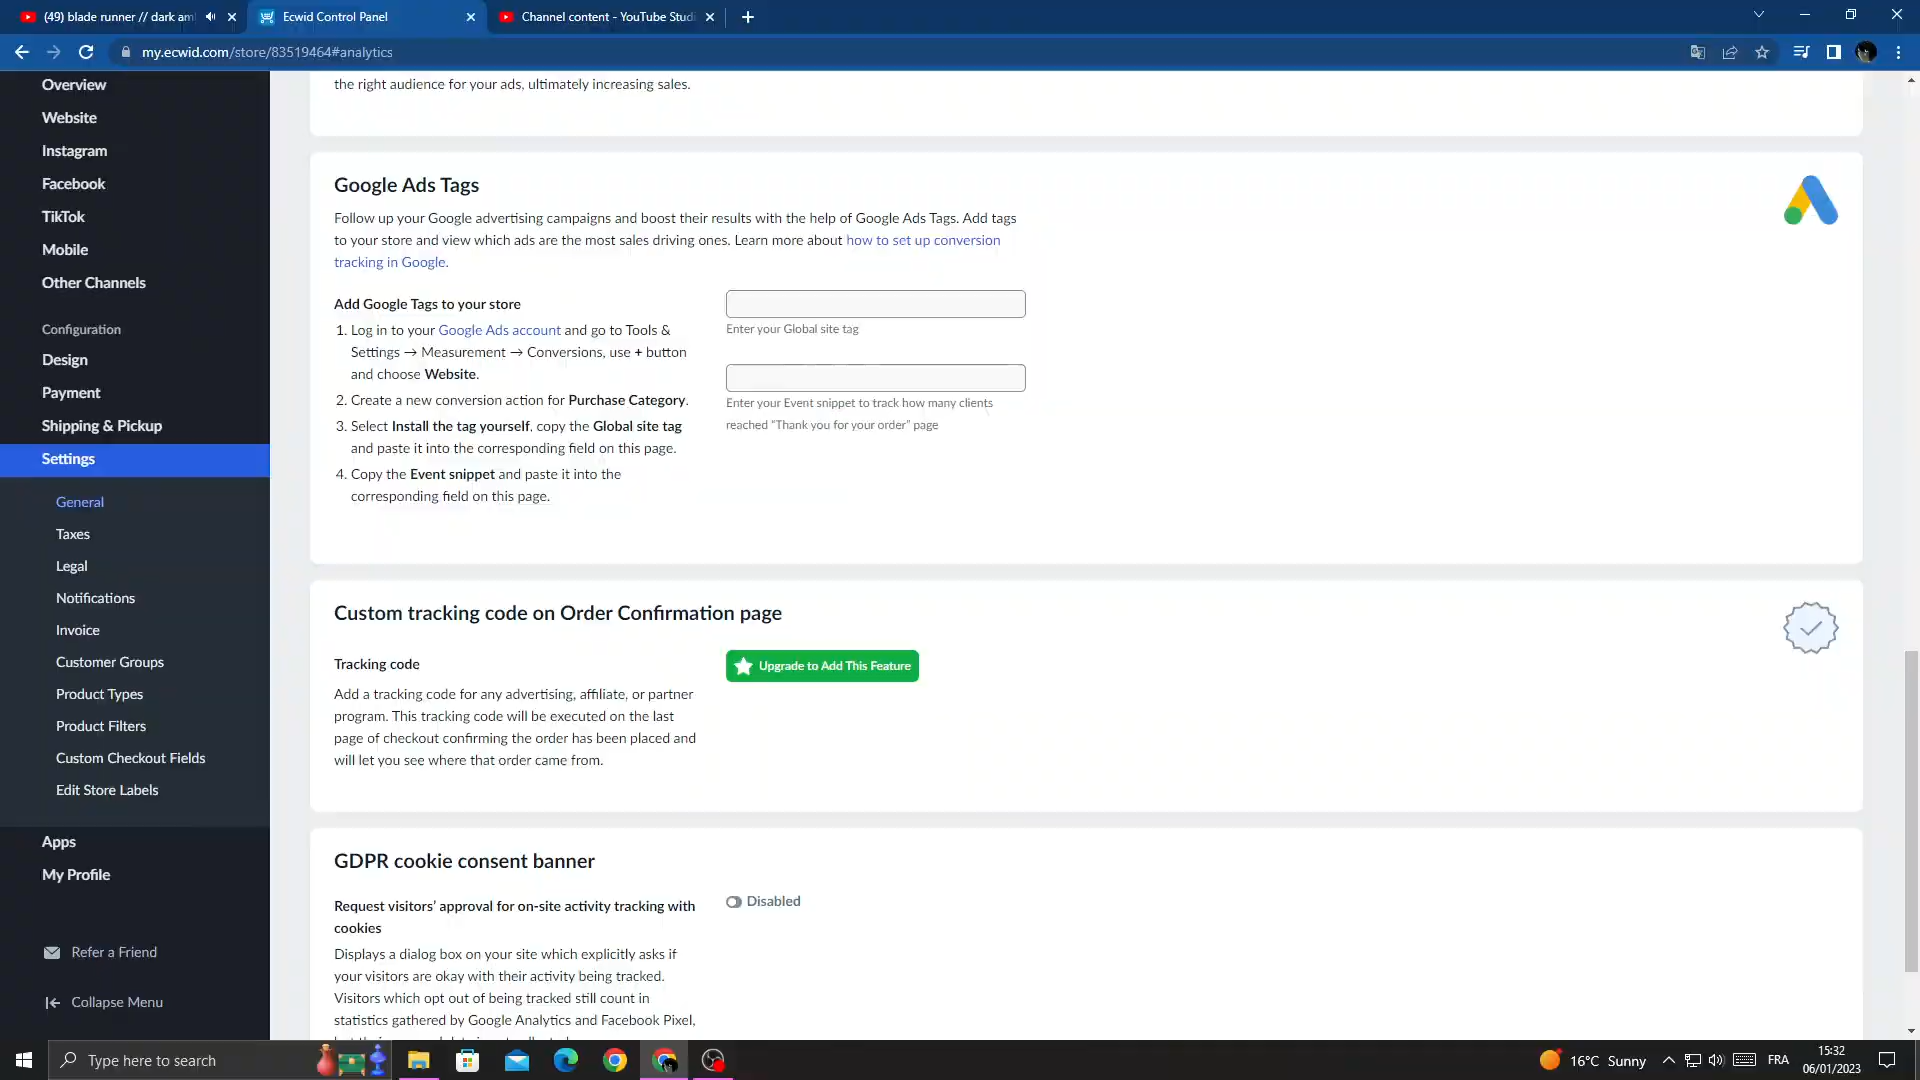 (49) blade runner // dark am
Ecwid Control Panel
Channel content - YouTube Studi
my.ecwid.com/store/83519464#analytics
Overview
Website
Instagram
Facebook
TikTok
Mobile
Other Channels
Configuration
Design
Payment
Shipping & Pickup
Settings
General
Taxes
Legal
Notifications
Invoice
Customer Groups
Product Types
Product Filters
Custom Checkout Fields
Edit Store Labels
Apps
My Profile
Refer a Friend
Collapse Menu
the right audience for your ads, ultimately increasing sales.
Google Ads Tags
Follow up your Google advertising campaigns and boost their results with the help of Google Ads Tags. Add tags
to your store and view which ads are the most sales driving ones. Learn more about how to set up conversion
tracking in Google.
Add Google Tags to your store
1. Log in to your Google Ads account and go to Tools &
Settings → Measurement → Conversions, use + button
and choose Website.
2. Create a new conversion action for Purchase Category.
3. Select Install the tag yourself, copy the Global site tag
and paste it into the corresponding field on this page.
4. Copy the Event snippet and paste it into the
corresponding field on this page.
Enter your Global site tag
Enter your Event snippet to track how many clients
reached “Thank you for your order” page
Custom tracking code on Order Confirmation page
Tracking code
Add a tracking code for any advertising, affiliate, or partner
program. This tracking code will be executed on the last
page of checkout confirming the order has been placed and
will let you see where that order came from.
Upgrade to Add This Feature
GDPR cookie consent banner
Request visitors’ approval for on-site activity tracking with
cookies
Displays a dialog box on your site which explicitly asks if
your visitors are okay with their activity being tracked.
Visitors which opt out of being tracked still count in
statistics gathered by Google Analytics and Facebook Pixel,
Disabled
Type here to search
16°C Sunny
FRA
15:32
06/01/2023